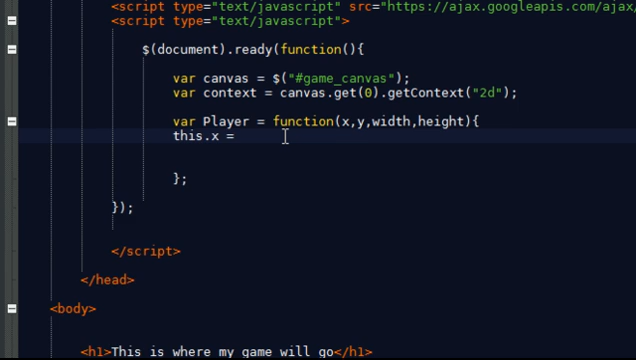 <script type="text/javascript" src="https://ajax.googleapis.com/ajax/
<script type="text/javascript">
$(document).ready(function(){
var canvas = $("#game_canvas");
var context = canvas.get(0).getContext("2d");
var Player = function(x,y,width,height){
this.x =
};
});
</script>
</head>
<body>
<h1>This is where my game will go</h1>